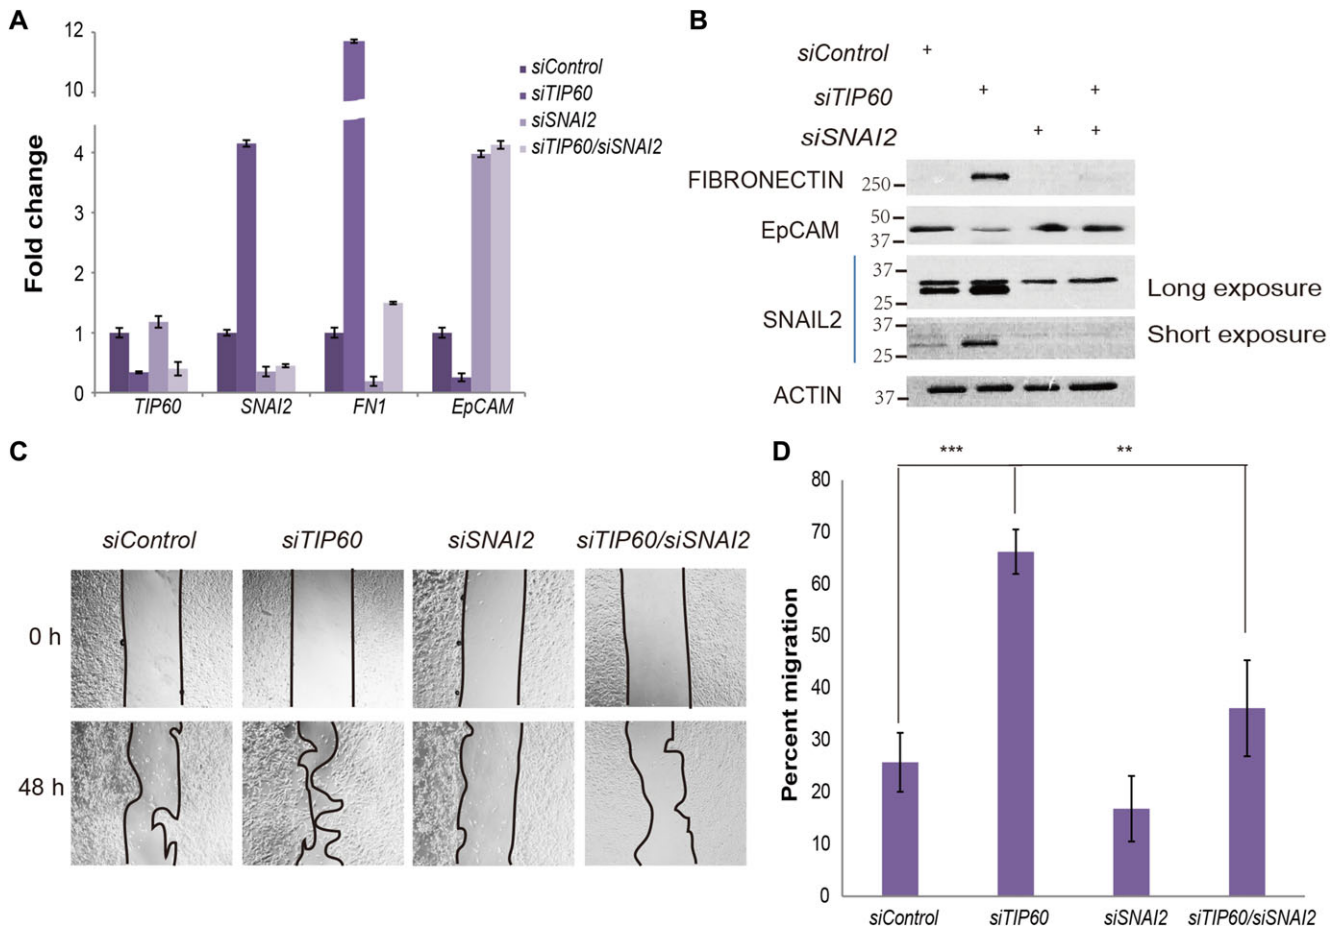 A
12
10
4
3
2
1
0
Fold change
siControl
siTIP60
siSNAI2
siTIP60/siSNAI2
TIP60 SNAI2 FN1 EpCAM
B
siControl +
siTIP60 + +
siSNAI2 + +
FIBRONECTIN 250
EpCAM 50
37
SNAIL2 37
25
Long exposure
37
25
Short exposure
ACTIN 37
C
siControl siTIP60 siSNAI2 siTIP60/siSNAI2
0 h
48 h
D
*** **
80
70
60
50
40
30
20
10
0
Percent migration
siControl siTIP60 siSNAI2 siTIP60/siSNAI2